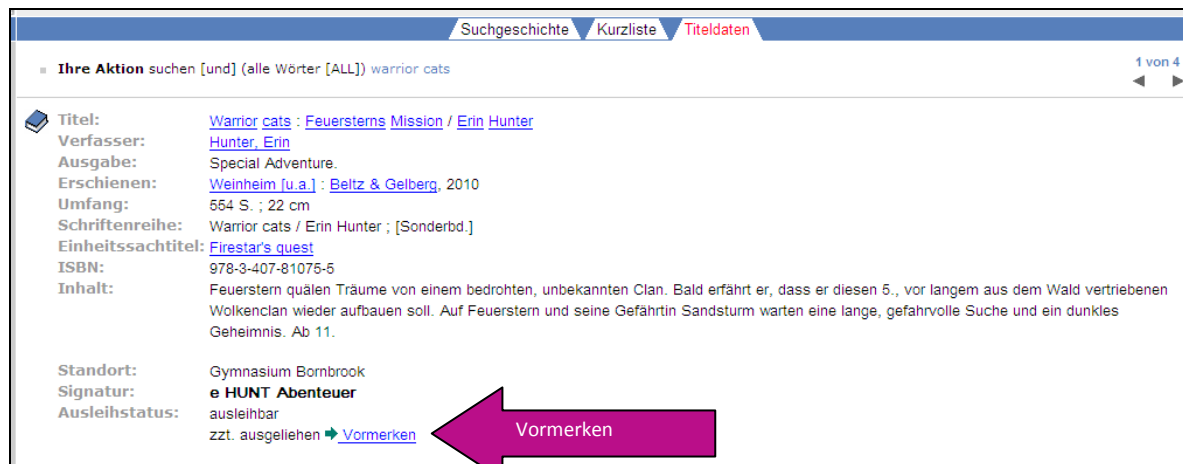 Suchgeschichte Kurzliste Titeldaten
Ihre Aktion suchen [und] (alle Wörter [ALL]) warrior cats
1 von 4
Titel: Warrior cats : Feuersterns Mission / Erin Hunter
Verfasser: Hunter, Erin
Ausgabe: Special Adventure.
Erschienen: Weinheim [u.a.] : Beltz & Gelberg, 2010
Umfang: 554 S. ; 22 cm
Schriftenreihe: Warrior cats / Erin Hunter ; [Sonderbd.]
Einheitssachtitel: Firestar's quest
ISBN: 978-3-407-81075-5
Inhalt: Feuerstern quälen Träume von einem bedrohten, unbekannten Clan. Bald erfährt er, dass er diesen 5., vor langem aus dem Wald vertriebenen
Wolkenclan wieder aufbauen soll. Auf Feuerstern und seine Gefährtin Sandsturm warten eine lange, gefahrvolle Suche und ein dunkles
Geheimnis. Ab 11.
Standort: Gymnasium Bornbrook
Signatur: e HUNT Abenteuer
Ausleihstatus: ausleihbar
zzt. ausgeliehen Vormerken
Vormerken